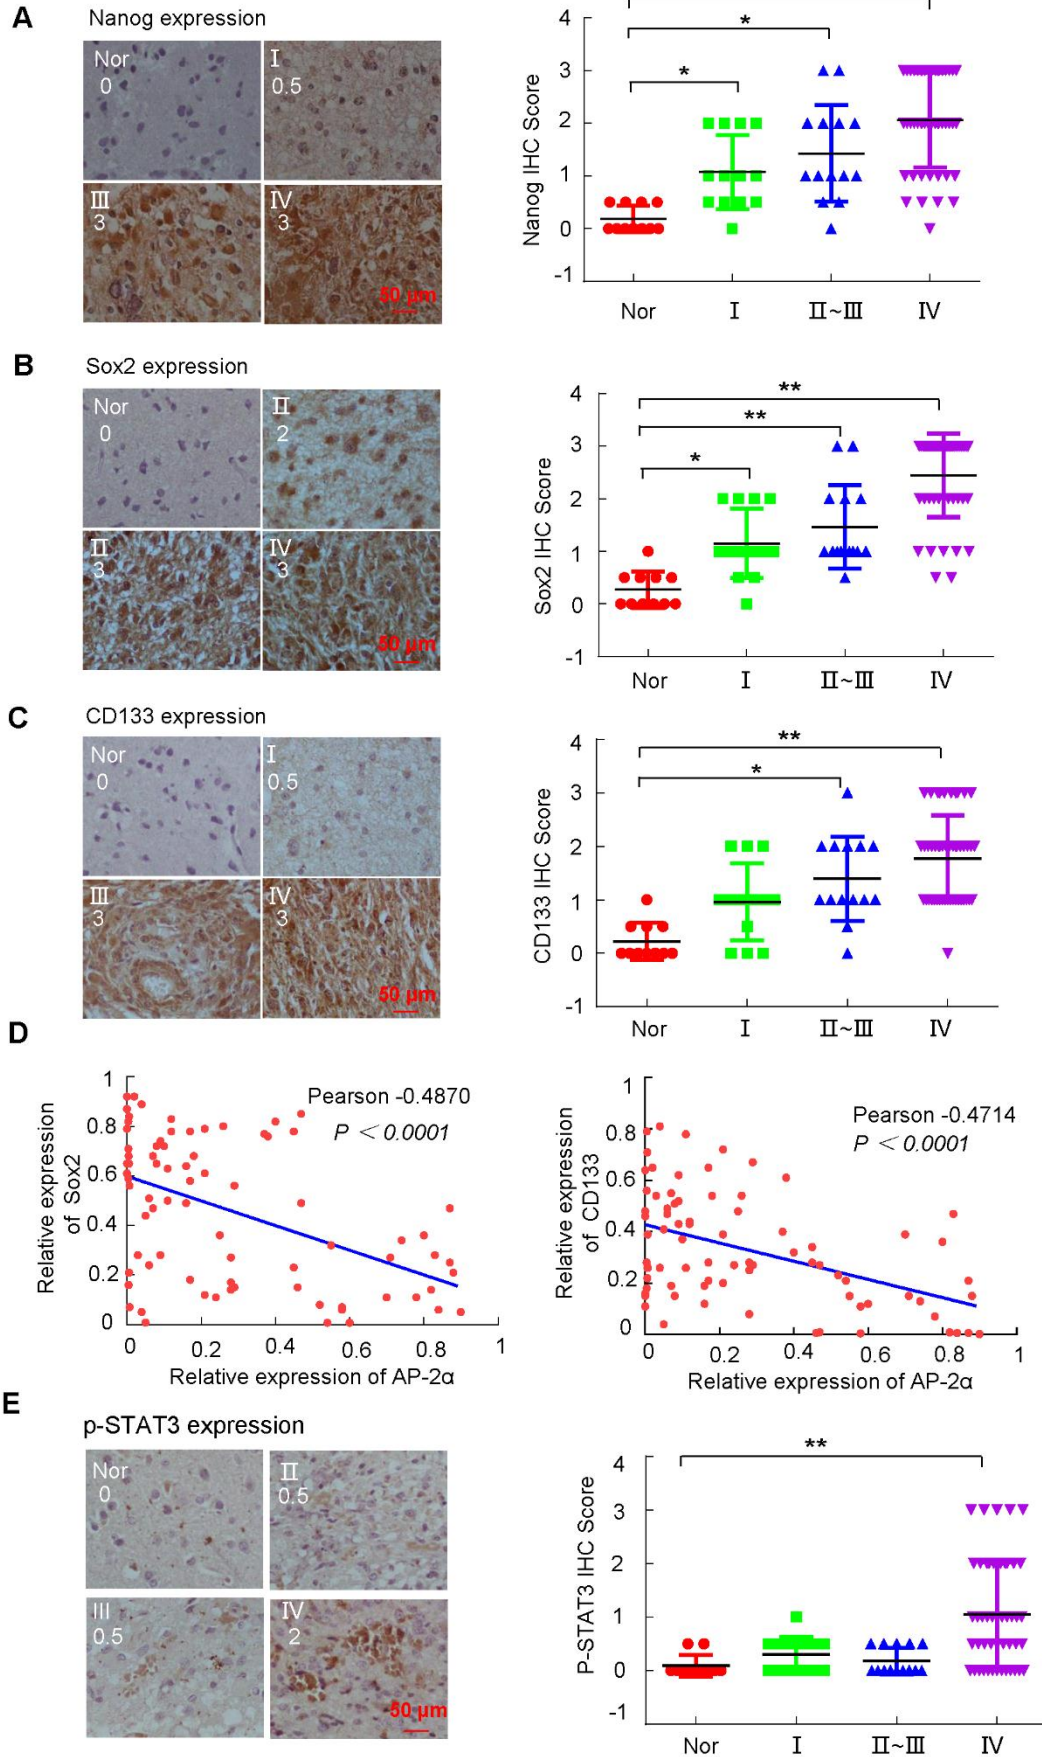 A
Nanog expression
Nor
0
I
0.5
III
3
IV
3
50 µm
Nanog IHC Score
4
3
2
1
0
-1
*
*
Nor
I
II~III
IV
B
Sox2 expression
Nor
0
II
2
II
3
IV
3
50 µm
Sox2 IHC Score
4
3
2
1
0
-1
**
**
*
Nor
I
II~III
IV
C
CD133 expression
Nor
0
I
0.5
III
3
IV
3
50 µm
CD133 IHC Score
4
3
2
1
0
-1
**
*
Nor
I
II~III
IV
D
Relative expression
of Sox2
1
0.8
0.6
0.4
0.2
0
Pearson -0.4870
P < 0.0001
0
0.2
0.4
0.6
0.8
1
Relative expression of AP-2α
Relative expression
of CD133
1
0.8
0.6
0.4
0.2
0
Pearson -0.4714
P < 0.0001
0
0.2
0.4
0.6
0.8
1
Relative expression of AP-2α
E
p-STAT3 expression
Nor
0
II
0.5
III
0.5
IV
2
50 µm
P-STAT3 IHC Score
4
3
2
1
0
-1
**
Nor
I
II~III
IV